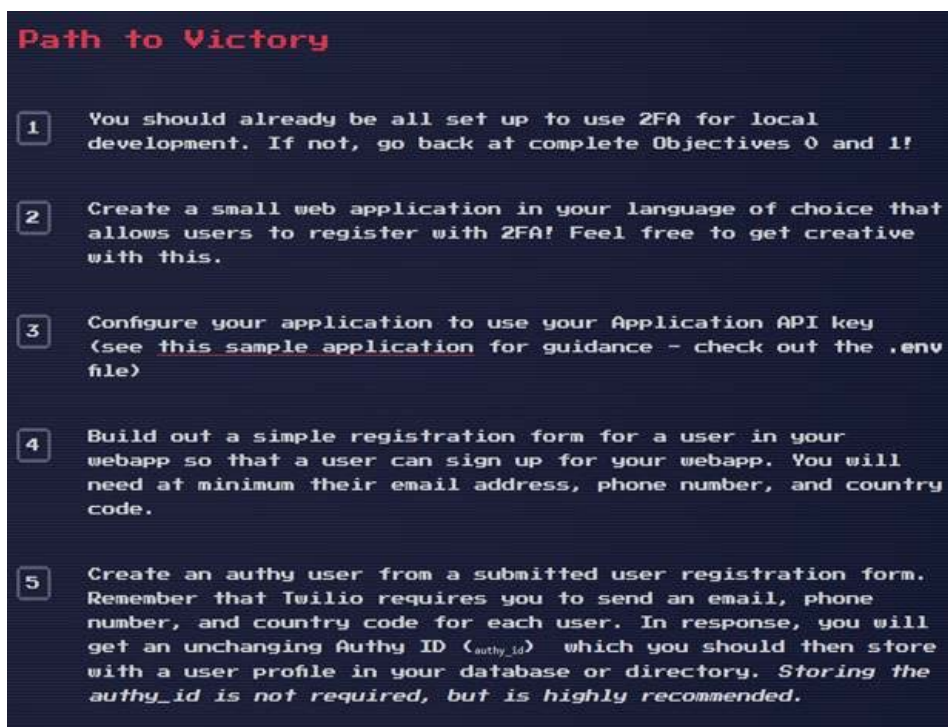 Path to Victory
1 You should already be all set up to use 2FA for local
development. If not, go back at complete Objectives 0 and 1!
2 Create a small web application in your language of choice that
allows users to register with 2FA! Feel free to get creative
with this.
3 Configure your application to use your Application API key
(see this sample application for guidance - check out the .env
file)
4 Build out a simple registration form for a user in your
webapp so that a user can sign up for your webapp. You will
need at minimum their email address, phone number, and country
code.
5 Create an authy user from a submitted user registration form.
Remember that Twilio requires you to send an email, phone
number, and country code for each user. In response, you will
get an unchanging Authy ID (authy_id) which you should then store
with a user profile in your database or directory. Storing the
authy_id is not required, but is highly recommended.